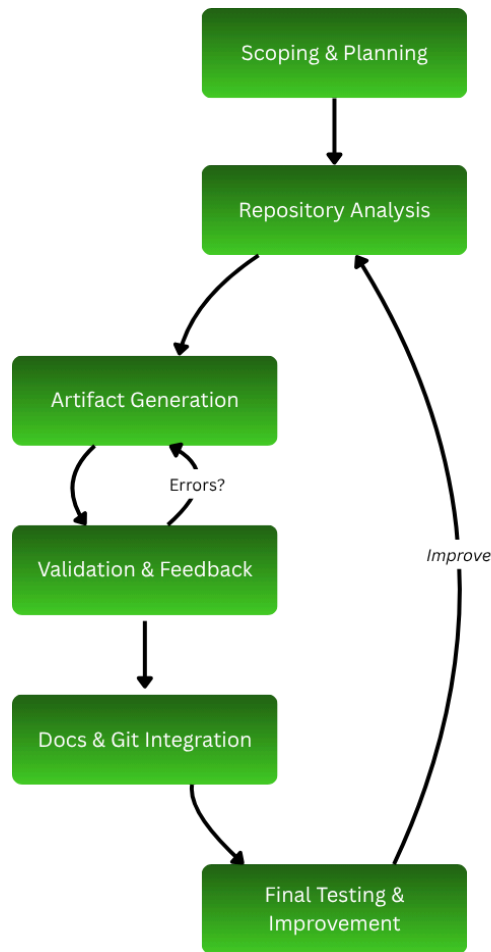 Scoping & Planning
Repository Analysis
Artifact Generation
Errors?
Validation & Feedback
Improve
Docs & Git Integration
Final Testing &
Improvement